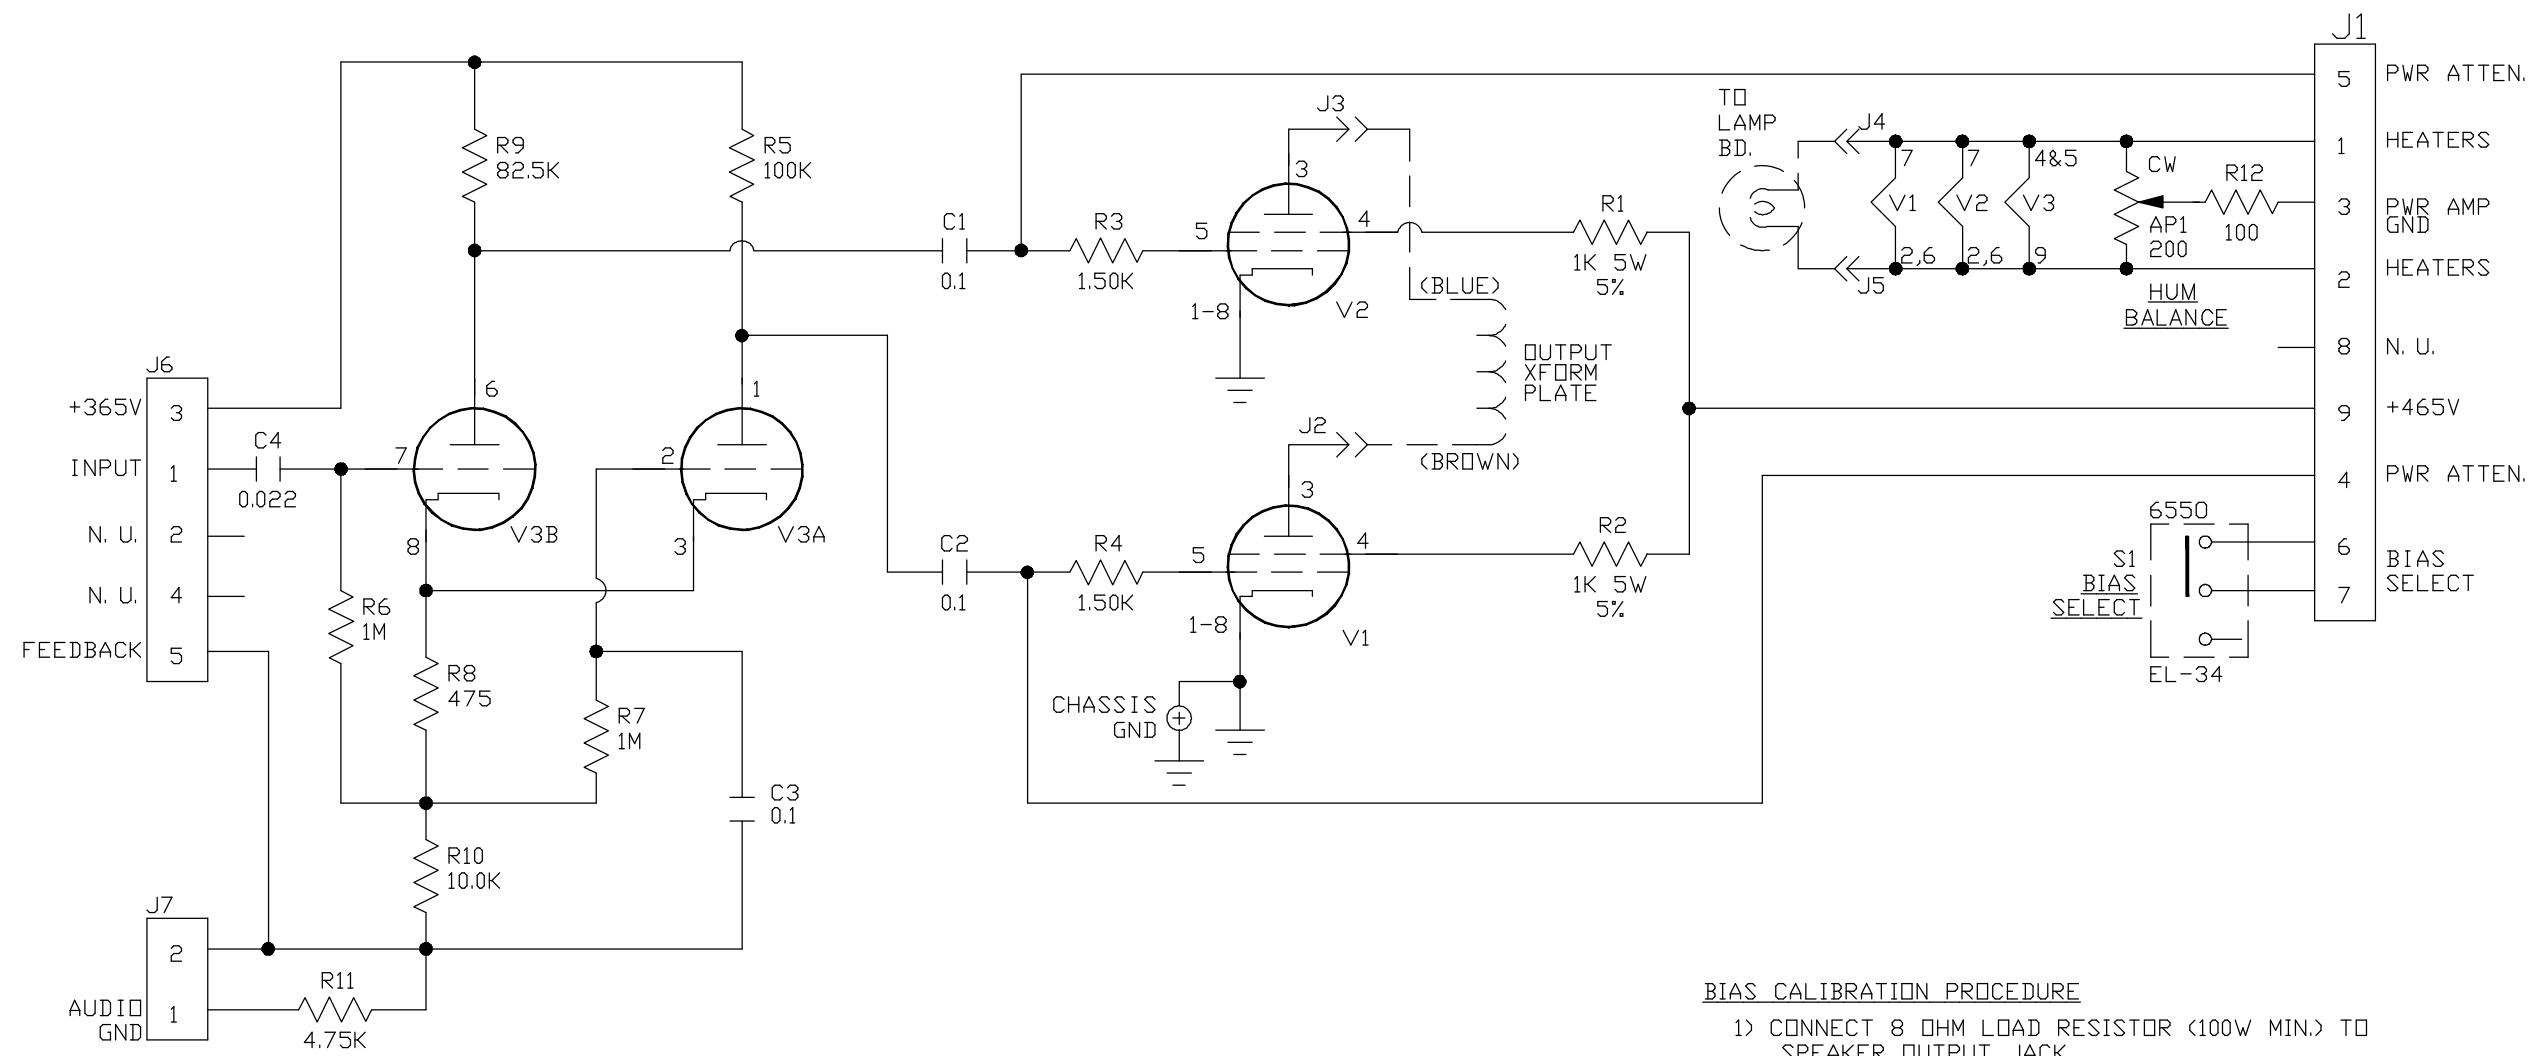 J1
5 PWR ATTEN.
TO
LAMP
BD.
J3
J4
7
7
4&5
CW
1 HEATERS
R9
82.5K
R5
100K
3
R12
100
V1
V2
V3
AP1
200
3 PWR AMP
GND
C1
0.1
R3
1.50K
5
4
R1
1K 5W
5%
2,6
2,6
9
J5
2 HEATERS
HUM
BALANCE
1-8
V2
(BLUE)
OUTPUT
XFORM
PLATE
8 N. U.
J6
+365V 3
6
1
9 +465V
C4
0.022
INPUT 1
7
2
J2
(BROWN)
3
4 PWR ATTEN.
N. U. 2
8
V3B
3
V3A
C2
0.1
R4
1.50K
5
4
R2
1K 5W
5%
6550
S1
BIAS
SELECT
6
7
BIAS
SELECT
EL-34
N. U. 4
R6
1M
1-8
V1
FEEDBACK 5
R8
475
R7
1M
CHASSIS
GND
C3
0.1
R10
10.0K
J7
2
R11
4.75K
AUDIO
GND
1
BIAS CALIBRATION PROCEDURE
1) CONNECT 8 OHM LOAD RESISTOR (100W MIN.) TO
SPEAKER OUTPUT JACK